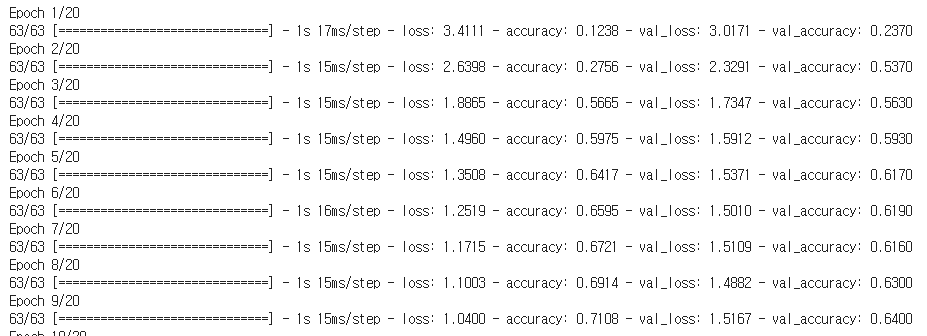 Epoch 1/20
63/63 [==============================] - 1s 17ms/step - loss: 3.4111 - accuracy: 0.1238 - val_loss: 3.0171 - val_accuracy: 0.2370
Epoch 2/20
63/63 [==============================] - 1s 15ms/step - loss: 2.6398 - accuracy: 0.2756 - val_loss: 2.3291 - val_accuracy: 0.5370
Epoch 3/20
63/63 [==============================] - 1s 15ms/step - loss: 1.8865 - accuracy: 0.5665 - val_loss: 1.7347 - val_accuracy: 0.5630
Epoch 4/20
63/63 [==============================] - 1s 15ms/step - loss: 1.4960 - accuracy: 0.5975 - val_loss: 1.5912 - val_accuracy: 0.5930
Epoch 5/20
63/63 [==============================] - 1s 15ms/step - loss: 1.3508 - accuracy: 0.6417 - val_loss: 1.5371 - val_accuracy: 0.6170
Epoch 6/20
63/63 [==============================] - 1s 16ms/step - loss: 1.2519 - accuracy: 0.6595 - val_loss: 1.5010 - val_accuracy: 0.6190
Epoch 7/20
63/63 [==============================] - 1s 15ms/step - loss: 1.1715 - accuracy: 0.6721 - val_loss: 1.5109 - val_accuracy: 0.6160
Epoch 8/20
63/63 [==============================] - 1s 15ms/step - loss: 1.1003 - accuracy: 0.6914 - val_loss: 1.4882 - val_accuracy: 0.6300
Epoch 9/20
63/63 [==============================] - 1s 15ms/step - loss: 1.0400 - accuracy: 0.7108 - val_loss: 1.5167 - val_accuracy: 0.6400
Epoch 10/20